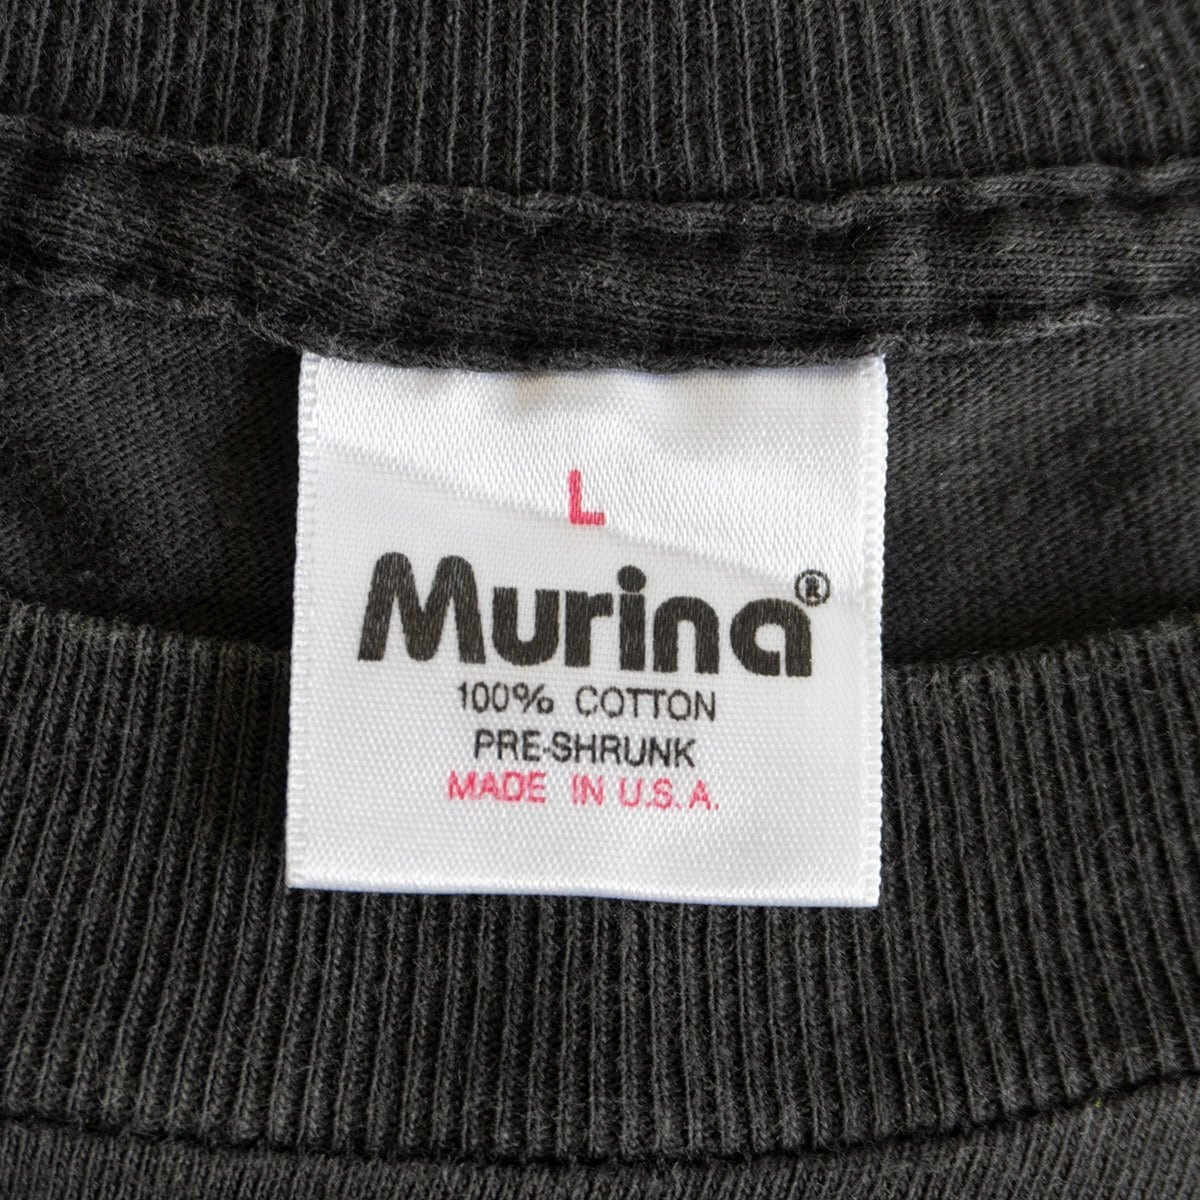 L
Murina®
100% COTTON
PRE-SHRUNK
MADE IN U.S.A.